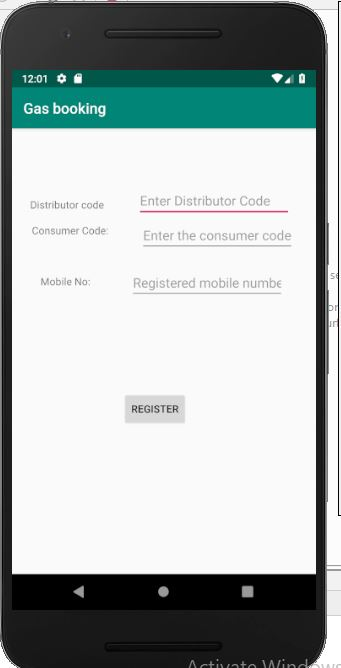 12:01
Gas booking
Distributor code
Enter Distributor Code
Consumer Code:
Enter the consumer code
Mobile No:
Registered mobile numbe
REGISTER
Activate Windows